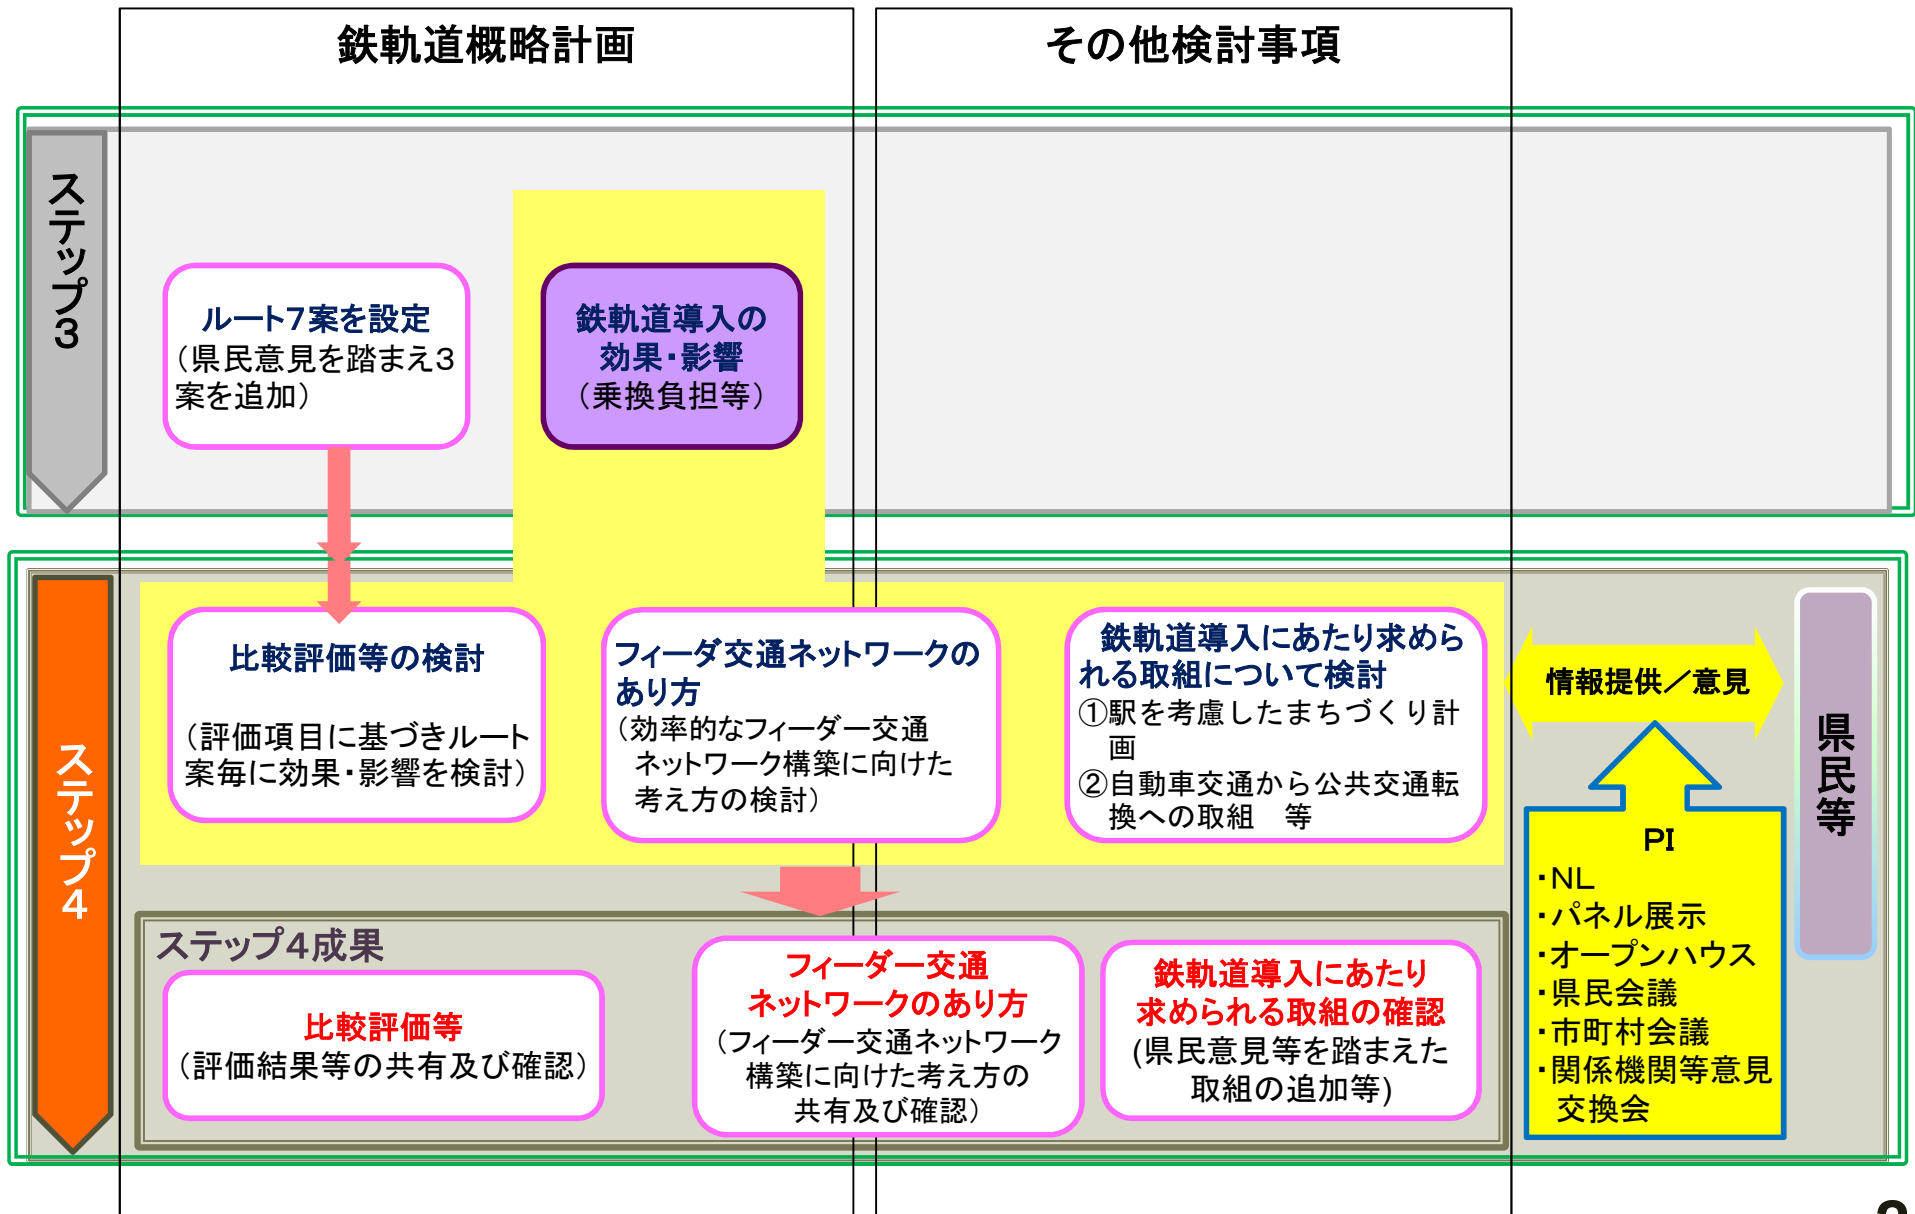 鉄軌道概略計画
その他検討事項
ステップ3
ルート7案を設定
（県民意見を踏まえ3
案を追加）
鉄軌道導入の
効果・影響
（乗換負担等）
ステップ4
比較評価等の検討
（評価項目に基づきルート
案毎に効果・影響を検討）
フィーダ交通ネットワークの
あり方
（効率的なフィーダー交通
ネットワーク構築に向けた
考え方の検討）
鉄軌道導入にあたり求めら
れる取組について検討
①駅を考慮したまちづくり計
画
②自動車交通から公共交通転
換への取組　等
情報提供／意見
県民等
PI
・NL
・パネル展示
・オープンハウス
・県民会議
・市町村会議
・関係機関等意見
交換会
ステップ4成果
比較評価等
（評価結果等の共有及び確認）
フィーダー交通
ネットワークのあり方
（フィーダー交通ネットワーク
構築に向けた考え方の
共有及び確認）
鉄軌道導入にあたり
求められる取組の確認
(県民意見等を踏まえた
取組の追加等)